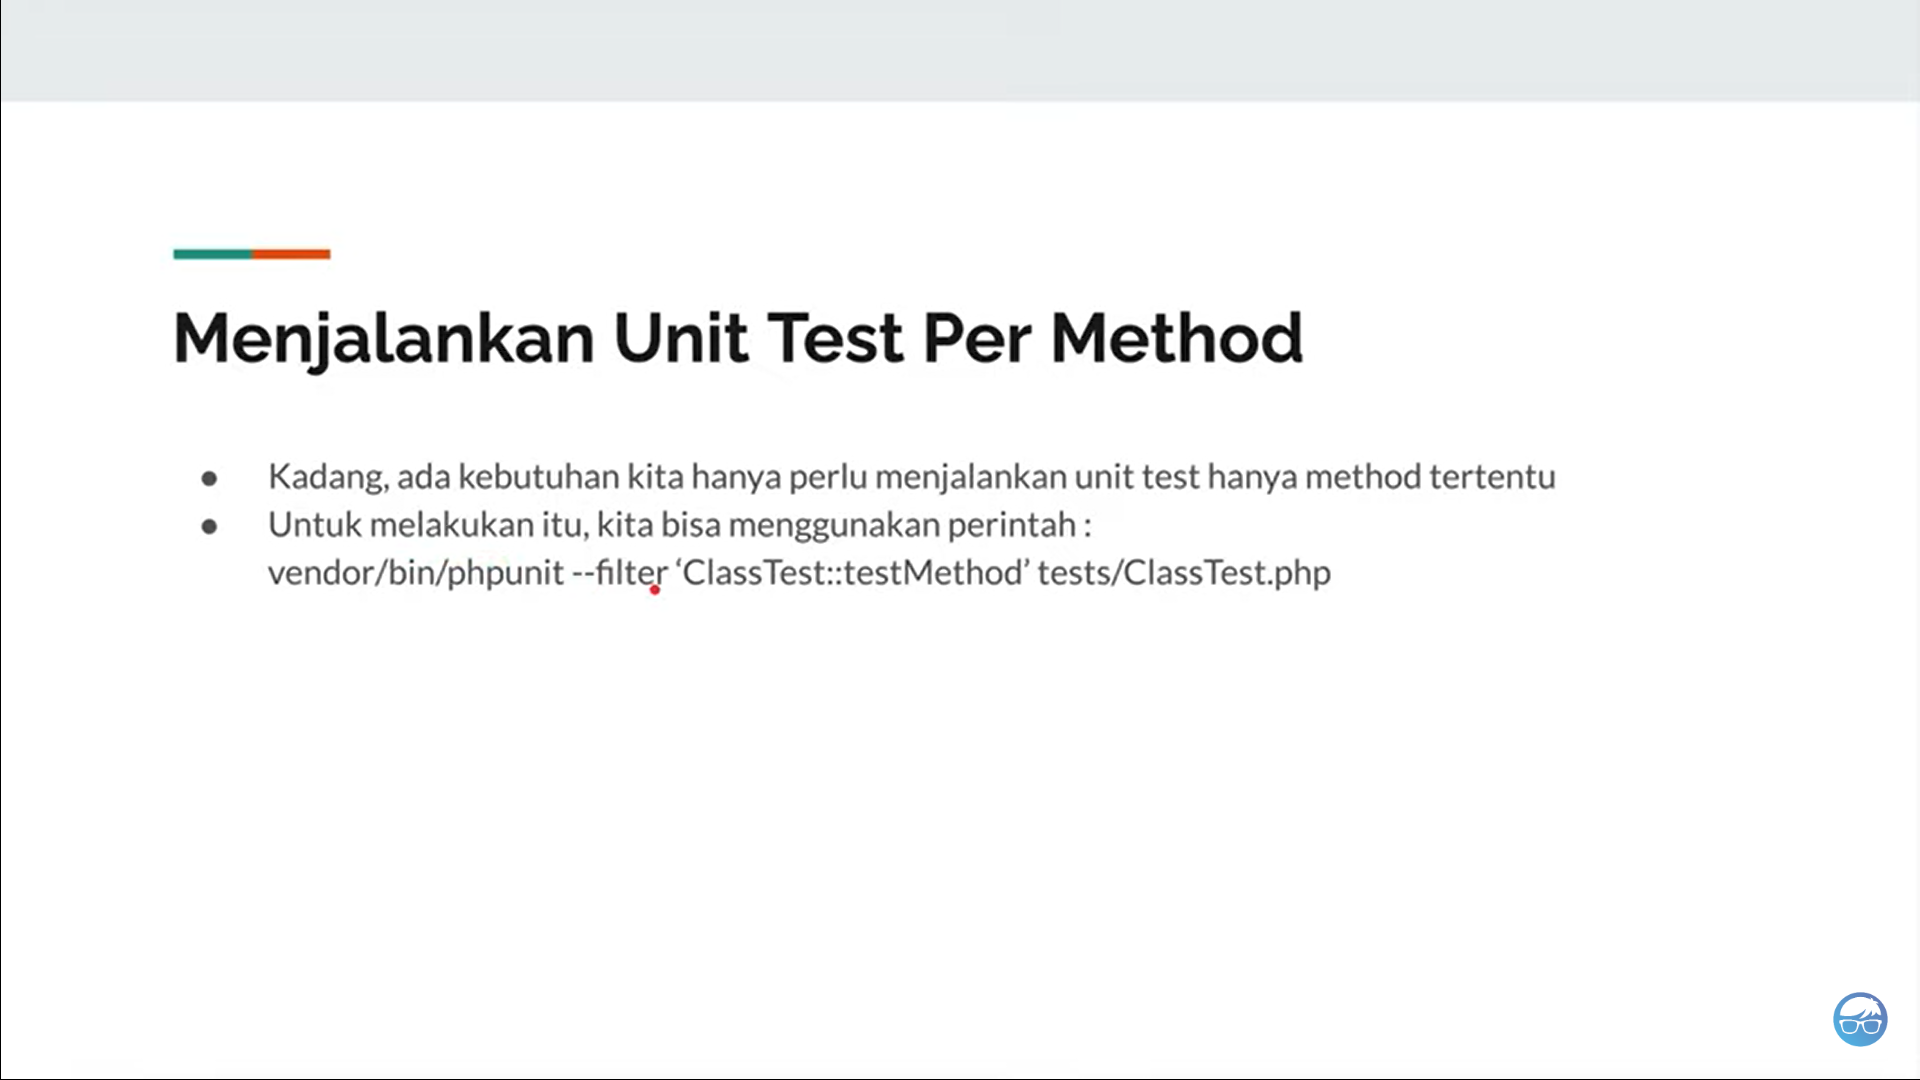 Menjalankan Unit Test Per Method
● Kadang, ada kebutuhan kita hanya perlu menjalankan unit test hanya method tertentu
● Untuk melakukan itu, kita bisa menggunakan perintah :
vendor/bin/phpunit --filter ‘ClassTest::testMethod’ tests/ClassTest.php